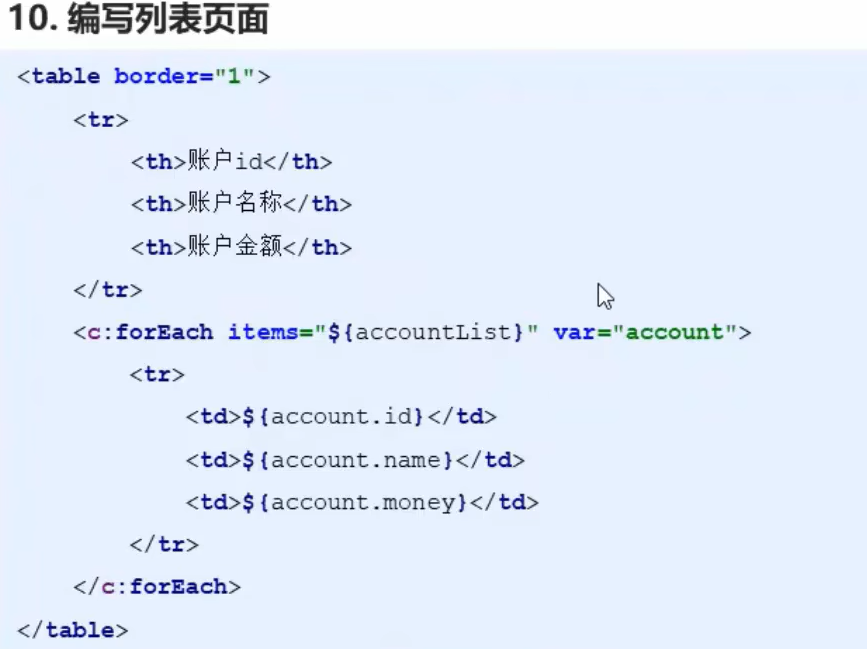 10. 编写列表页面
<table border="1">
<tr>
<th>账户id</th>
<th>账户名称</th>
<th>账户金额</th>
</tr>
<c:forEach items="${accountList}" var="account">
<tr>
<td>${account.id}</td>
<td>${account.name}</td>
<td>${account.money}</td>
</tr>
</c:forEach>
</table>